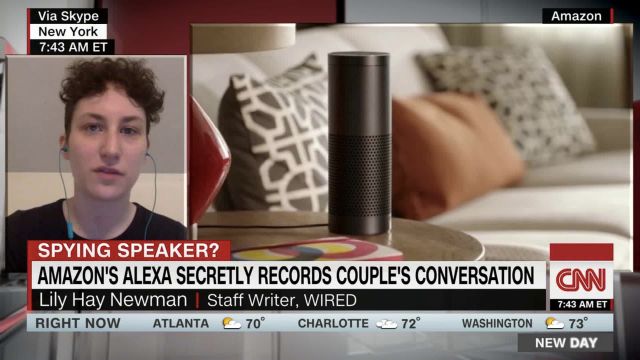 Via Skype
New York
7:43 AM ET
Amazon
SPYING SPEAKER?
AMAZON'S ALEXA SECRETLY RECORDS COUPLE'S CONVERSATION
Lily Hay Newman | Staff Writer, WIRED
CNN
7:43 AM ET
RIGHT NOW ATLANTA 70° CHARLOTTE 72° WASHINGTON 73°
NEW DAY